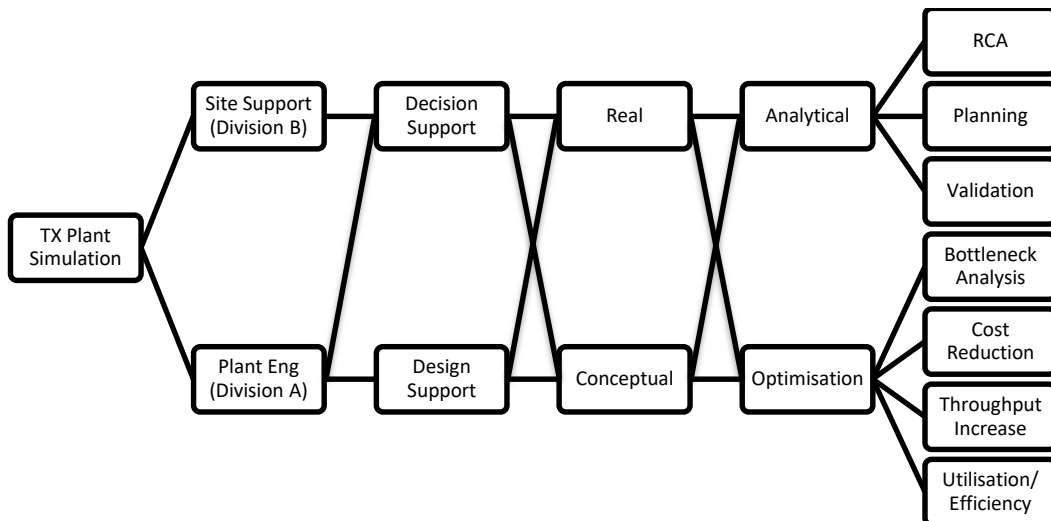 RCA
Site Support
(Division B)
Decision
Support
Real
Analytical
Planning
Validation
TX Plant
Simulation
Bottleneck
Analysis
Cost
Reduction
Plant Eng
(Division A)
Design
Support
Conceptual
Optimisation
Throughput
Increase
Utilisation/
Efficiency